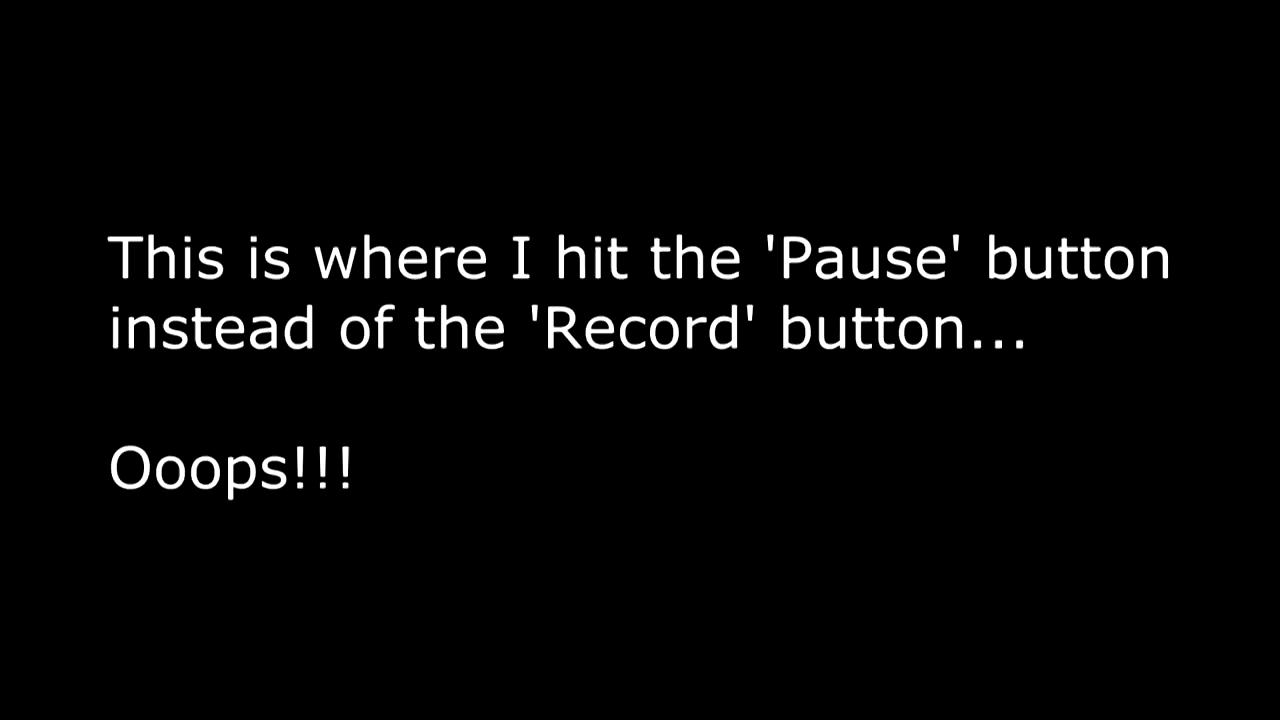 This is where I hit the 'Pause' button
instead of the 'Record' button...
Ooops!!!